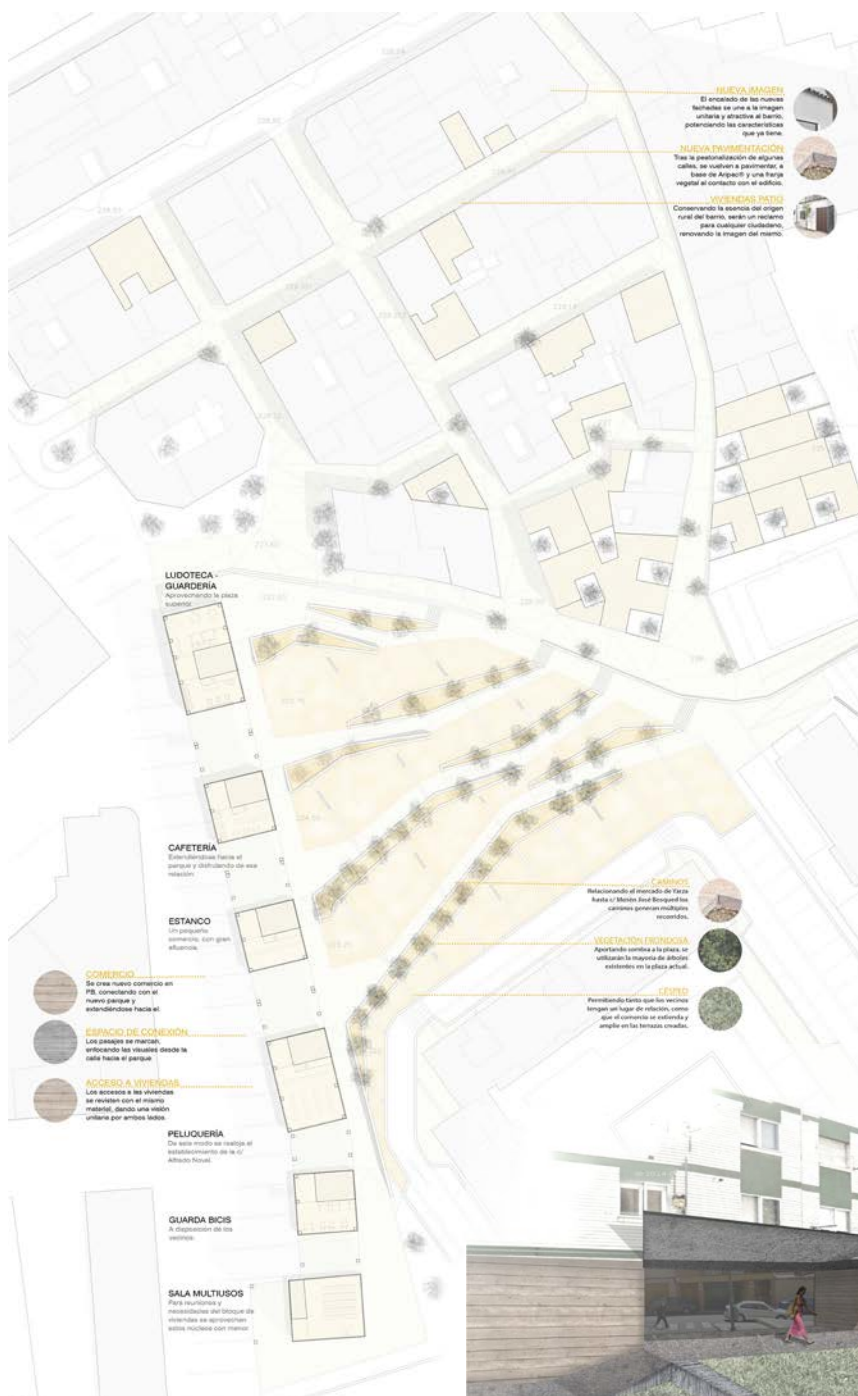 NUEVA IMAGEN
El encalado de las nuevas
fachadas se une a la imagen
unitaria y atractiva al barrio,
potenciando las características
que ya tiene.
NUEVA PAVIMENTACIÓN
Tras la peatonalización de algunas
calles, se vuelven a pavimentar, a
base de Aripaq® y una franja
vegetal al contacto con el edificio.
VIVIENDAS PATIO
Conservando la esencia del origen
rural del barrio, serán un reclamo
para cualquier ciudadano,
renovando la imagen del mismo.
LUDOTECA -
GUARDERÍA
Aprovechando la plaza
superior.
CAFETERÍA
Extendiéndose hacia el
parque y disfrutando de esa
relación.
ESTANCO
Un pequeño
comercio, con gran
afluencia.
CAMINOS
Relacionando el mercado de Yarza
hasta c/ Mosén José Bosqued los
caminos generan múltiples
recorridos.
VEGETACIÓN FRONDOSA
Aportando sombra a la plaza, se
utilizarán la mayoría de árboles
existentes en la plaza actual.
CÉSPED
Permitiendo tanto que los vecinos
tengan un lugar de relación, como
que el comercio se extienda y
amplíe en las terrazas creadas.
COMERCIO
Se crea nuevo comercio en
PB, conectando con el
nuevo parque y
extendiéndose hacia el.
ESPACIO DE CONEXIÓN
Los pasajes se marcan,
enfocando las visuales desde la
calle hacia el parque.
ACCESO A VIVIENDAS
Los accesos a las viviendas
se revisten con el mismo
material, dando una visión
unitaria por ambos lados.
PELUQUERÍA
De este modo se realoja el
establecimiento de la c/
Alfredo Novel.
GUARDA BICIS
A disposición de los
vecinos.
SALA MULTIUSOS
Para reuniones y
necesidades del bloque de
viviendas se aprovechan
estos núcleos con menor